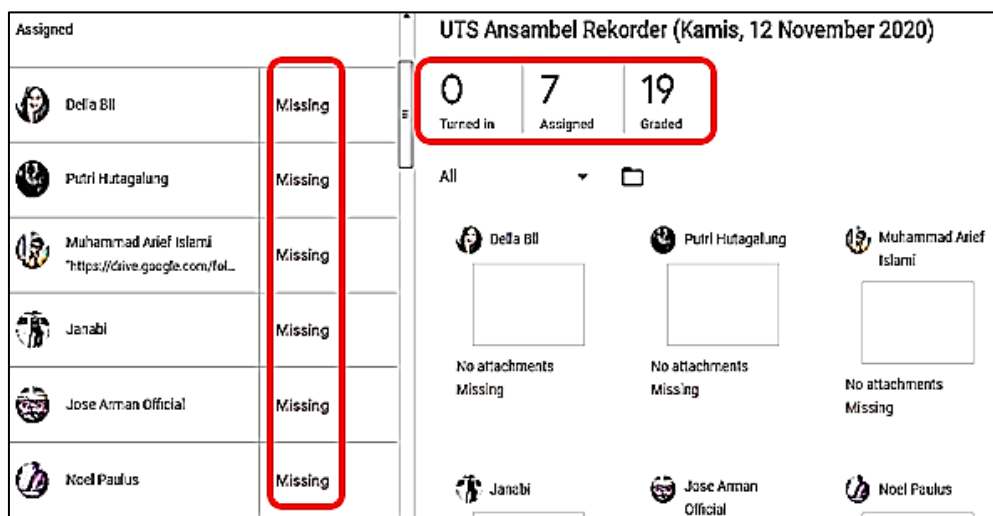 Assigned
Della Bll
Missing
Putri Hutagalung
Missing
Muhammad Arief Islami
"https://drive.google.com/fol...
Missing
Janabi
Missing
Jose Arman Official
Missing
Noel Paulus
Missing
UTS Ansambel Rekorder (Kamis, 12 November 2020)
0
7
19
Turned in
Assigned
Graded
All
Della Bll
Putri Hutagalung
Muhammad Arief
Islami
No attachments
Missing
No attachments
Missing
No attachments
Missing
Janabi
Jose Arman
Official
Noel Paulus